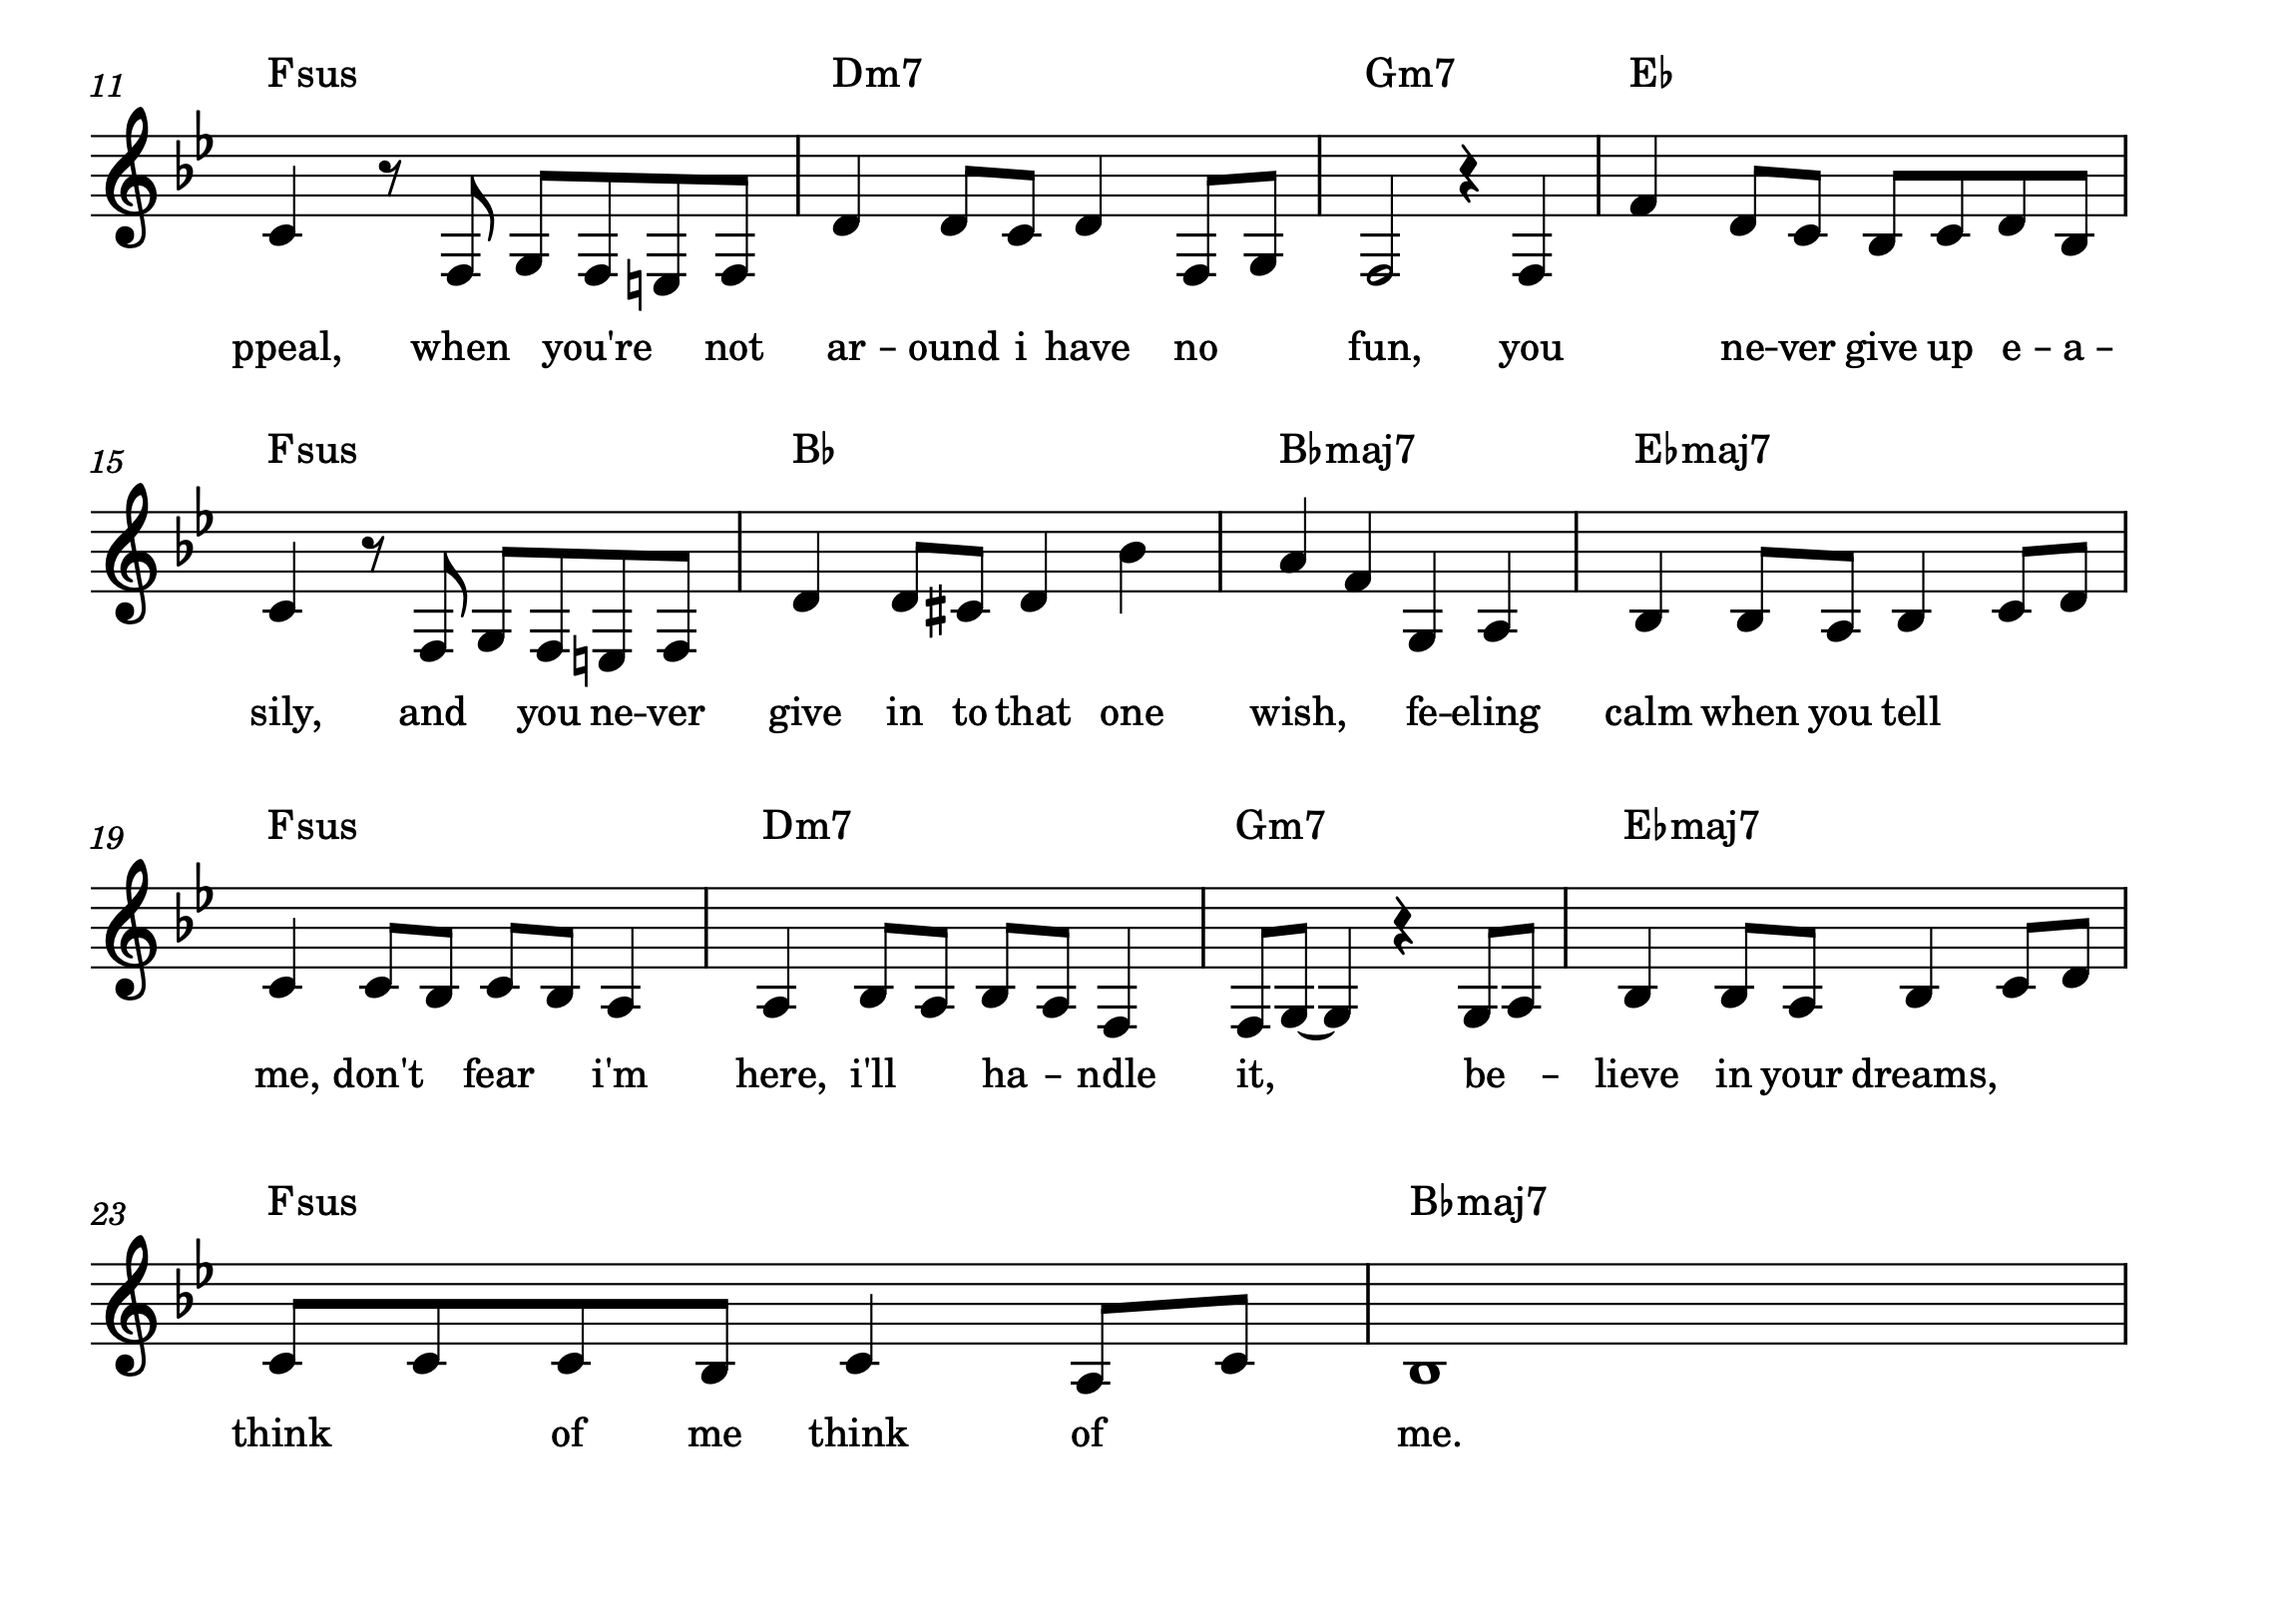 11 Fsus Dm7 Gm7 E♭
ppeal, when you're not ar - ound i have no fun, you ne - ver give up e - a -
15 Fsus B♭ B♭maj7 E♭maj7
sily, and you ne - ver give in to that one wish, fe - eling calm when you tell
19 Fsus Dm7 Gm7 E♭maj7
me, don't fear i'm here, i'll ha - ndle it, be - lieve in your dreams,
23 Fsus B♭maj7
think of me think of me.